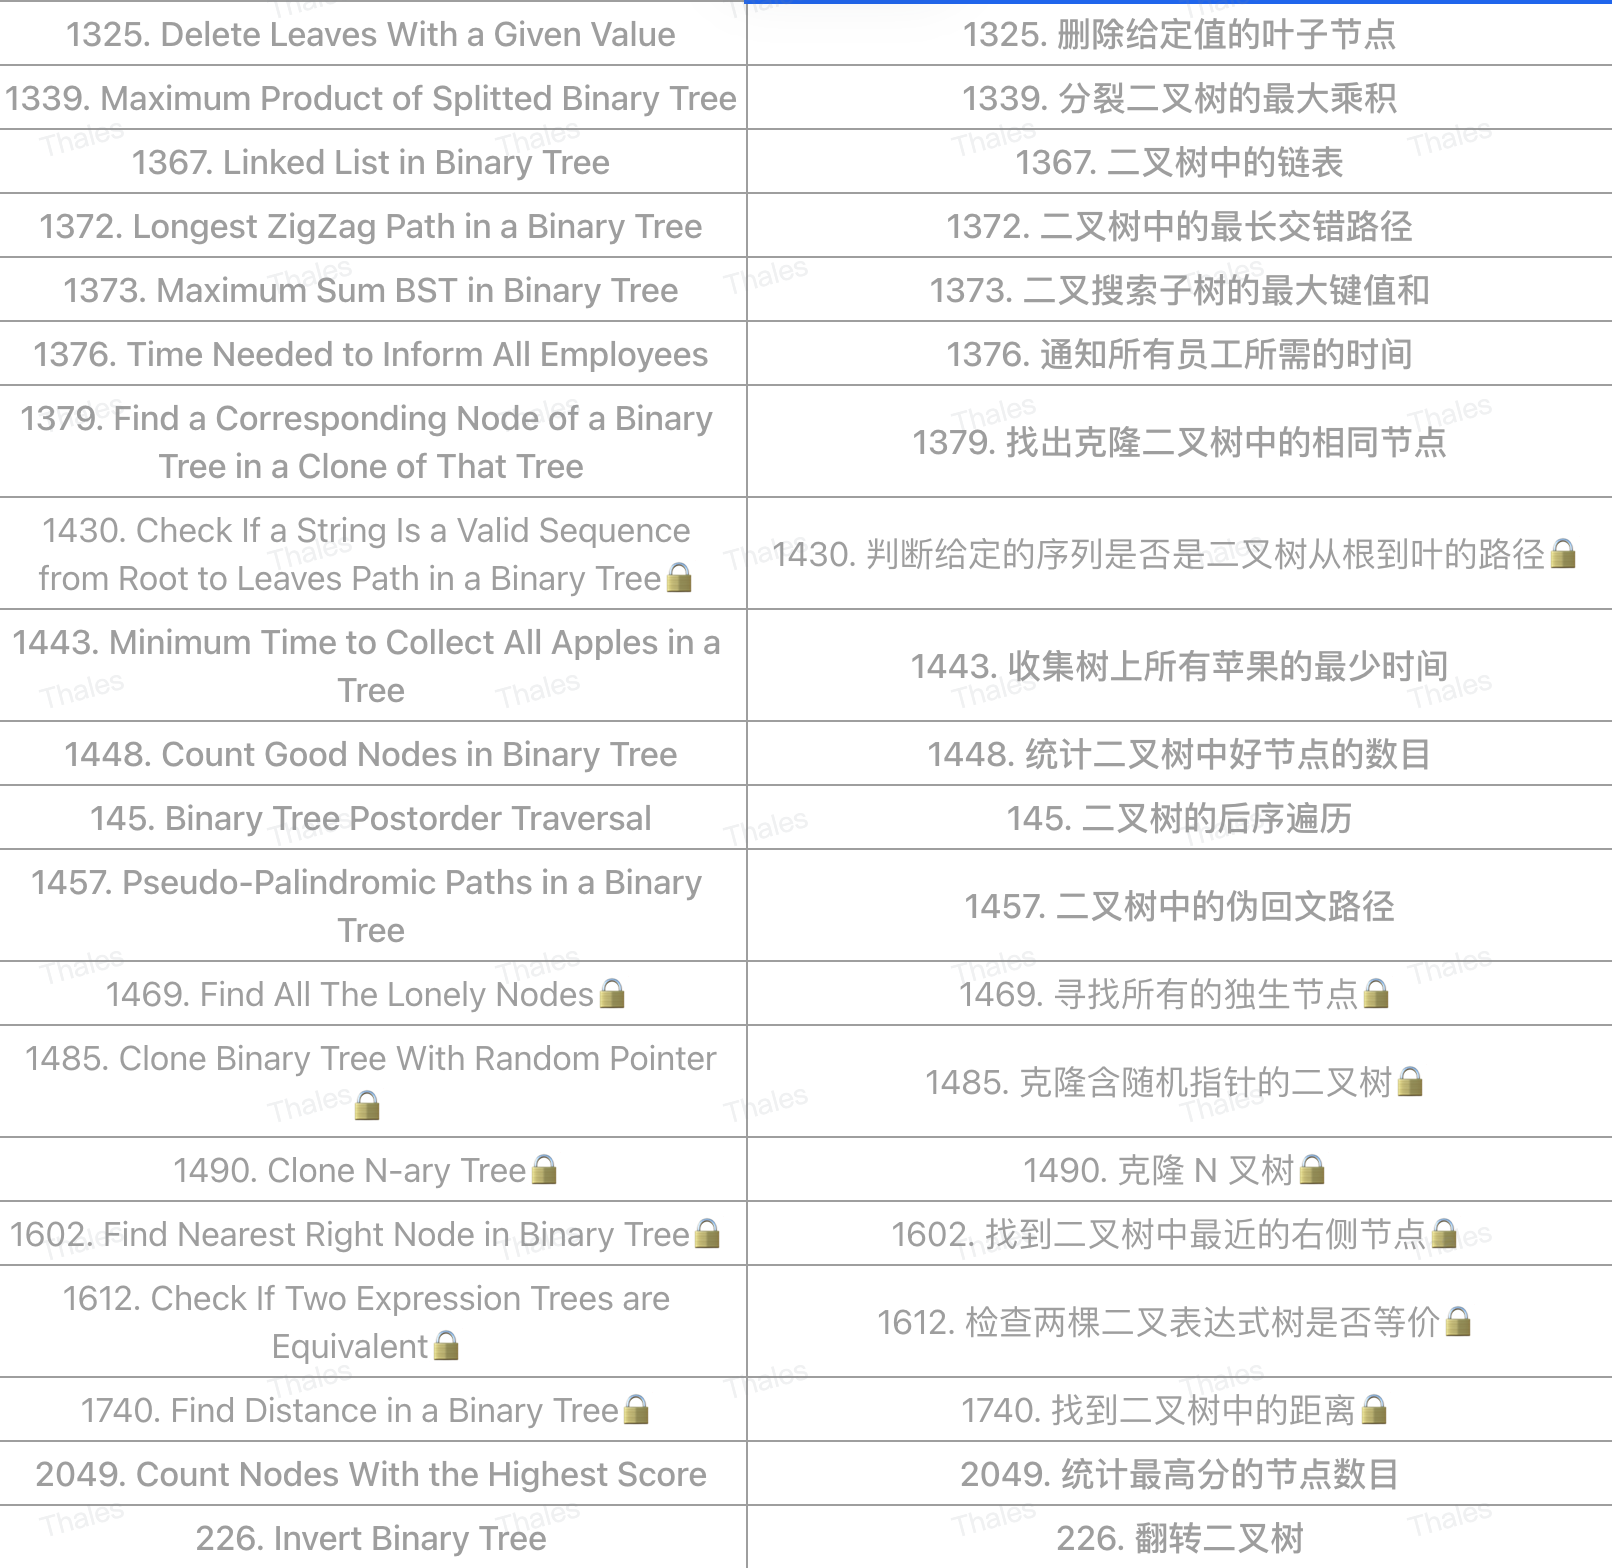 1325. Delete Leaves With a Given Value
1325. 删除给定值的叶子节点
1339. Maximum Product of Splitted Binary Tree
1339. 分裂二叉树的最大乘积
1367. Linked List in Binary Tree
1367. 二叉树中的链表
1372. Longest ZigZag Path in a Binary Tree
1372. 二叉树中的最长交错路径
1373. Maximum Sum BST in Binary Tree
1373. 二叉搜索子树的最大键值和
1376. Time Needed to Inform All Employees
1376. 通知所有员工所需的时间
1379. Find a Corresponding Node of a Binary
Tree in a Clone of That Tree
1379. 找出克隆二叉树中的相同节点
1430. Check If a String Is a Valid Sequence
from Root to Leaves Path in a Binary Tree🔒
1430. 判断给定的序列是否是二叉树从根到叶的路径🔒
1443. Minimum Time to Collect All Apples in a
Tree
1443. 收集树上所有苹果的最少时间
1448. Count Good Nodes in Binary Tree
1448. 统计二叉树中好节点的数目
145. Binary Tree Postorder Traversal
145. 二叉树的后序遍历
1457. Pseudo-Palindromic Paths in a Binary
Tree
1457. 二叉树中的伪回文路径
1469. Find All The Lonely Nodes🔒
1469. 寻找所有的独生节点🔒
1485. Clone Binary Tree With Random Pointer
🔒
1485. 克隆含随机指针的二叉树🔒
1490. Clone N-ary Tree🔒
1490. 克隆 N 叉树🔒
1602. Find Nearest Right Node in Binary Tree🔒
1602. 找到二叉树中最近的右侧节点🔒
1612. Check If Two Expression Trees are
Equivalent🔒
1612. 检查两棵二叉表达式树是否等价🔒
1740. Find Distance in a Binary Tree🔒
1740. 找到二叉树中的距离🔒
2049. Count Nodes With the Highest Score
2049. 统计最高分的节点数目
226. Invert Binary Tree
226. 翻转二叉树
Thales